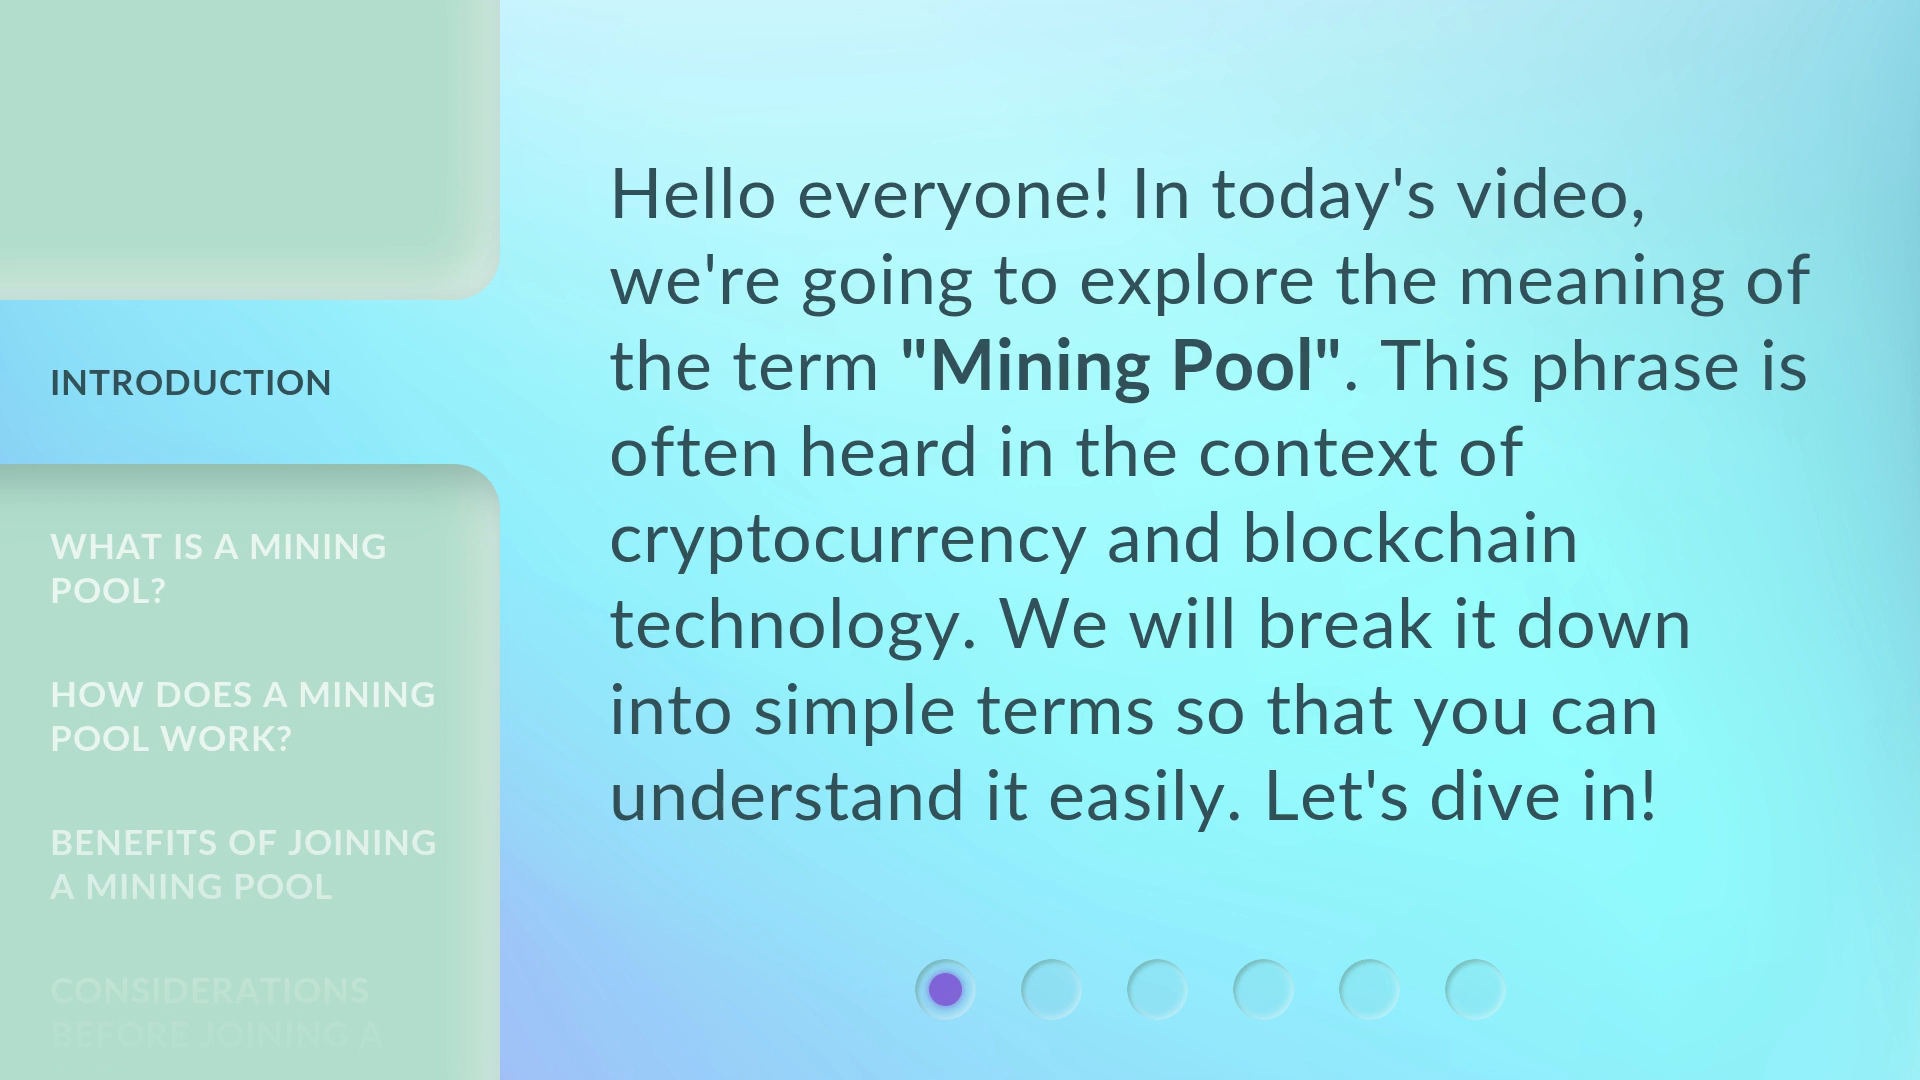 INTRODUCTION
WHAT IS A MINING
POOL?
HOW DOES A MINING
POOL WORK?
BENEFITS OF JOINING
A MINING POOL
CONSIDERATIONS
BEFORE JOINING A
Hello everyone! In today's video,
we're going to explore the meaning of
the term "Mining Pool". This phrase is
often heard in the context of
cryptocurrency and blockchain
technology. We will break it down
into simple terms so that you can
understand it easily. Let's dive in!